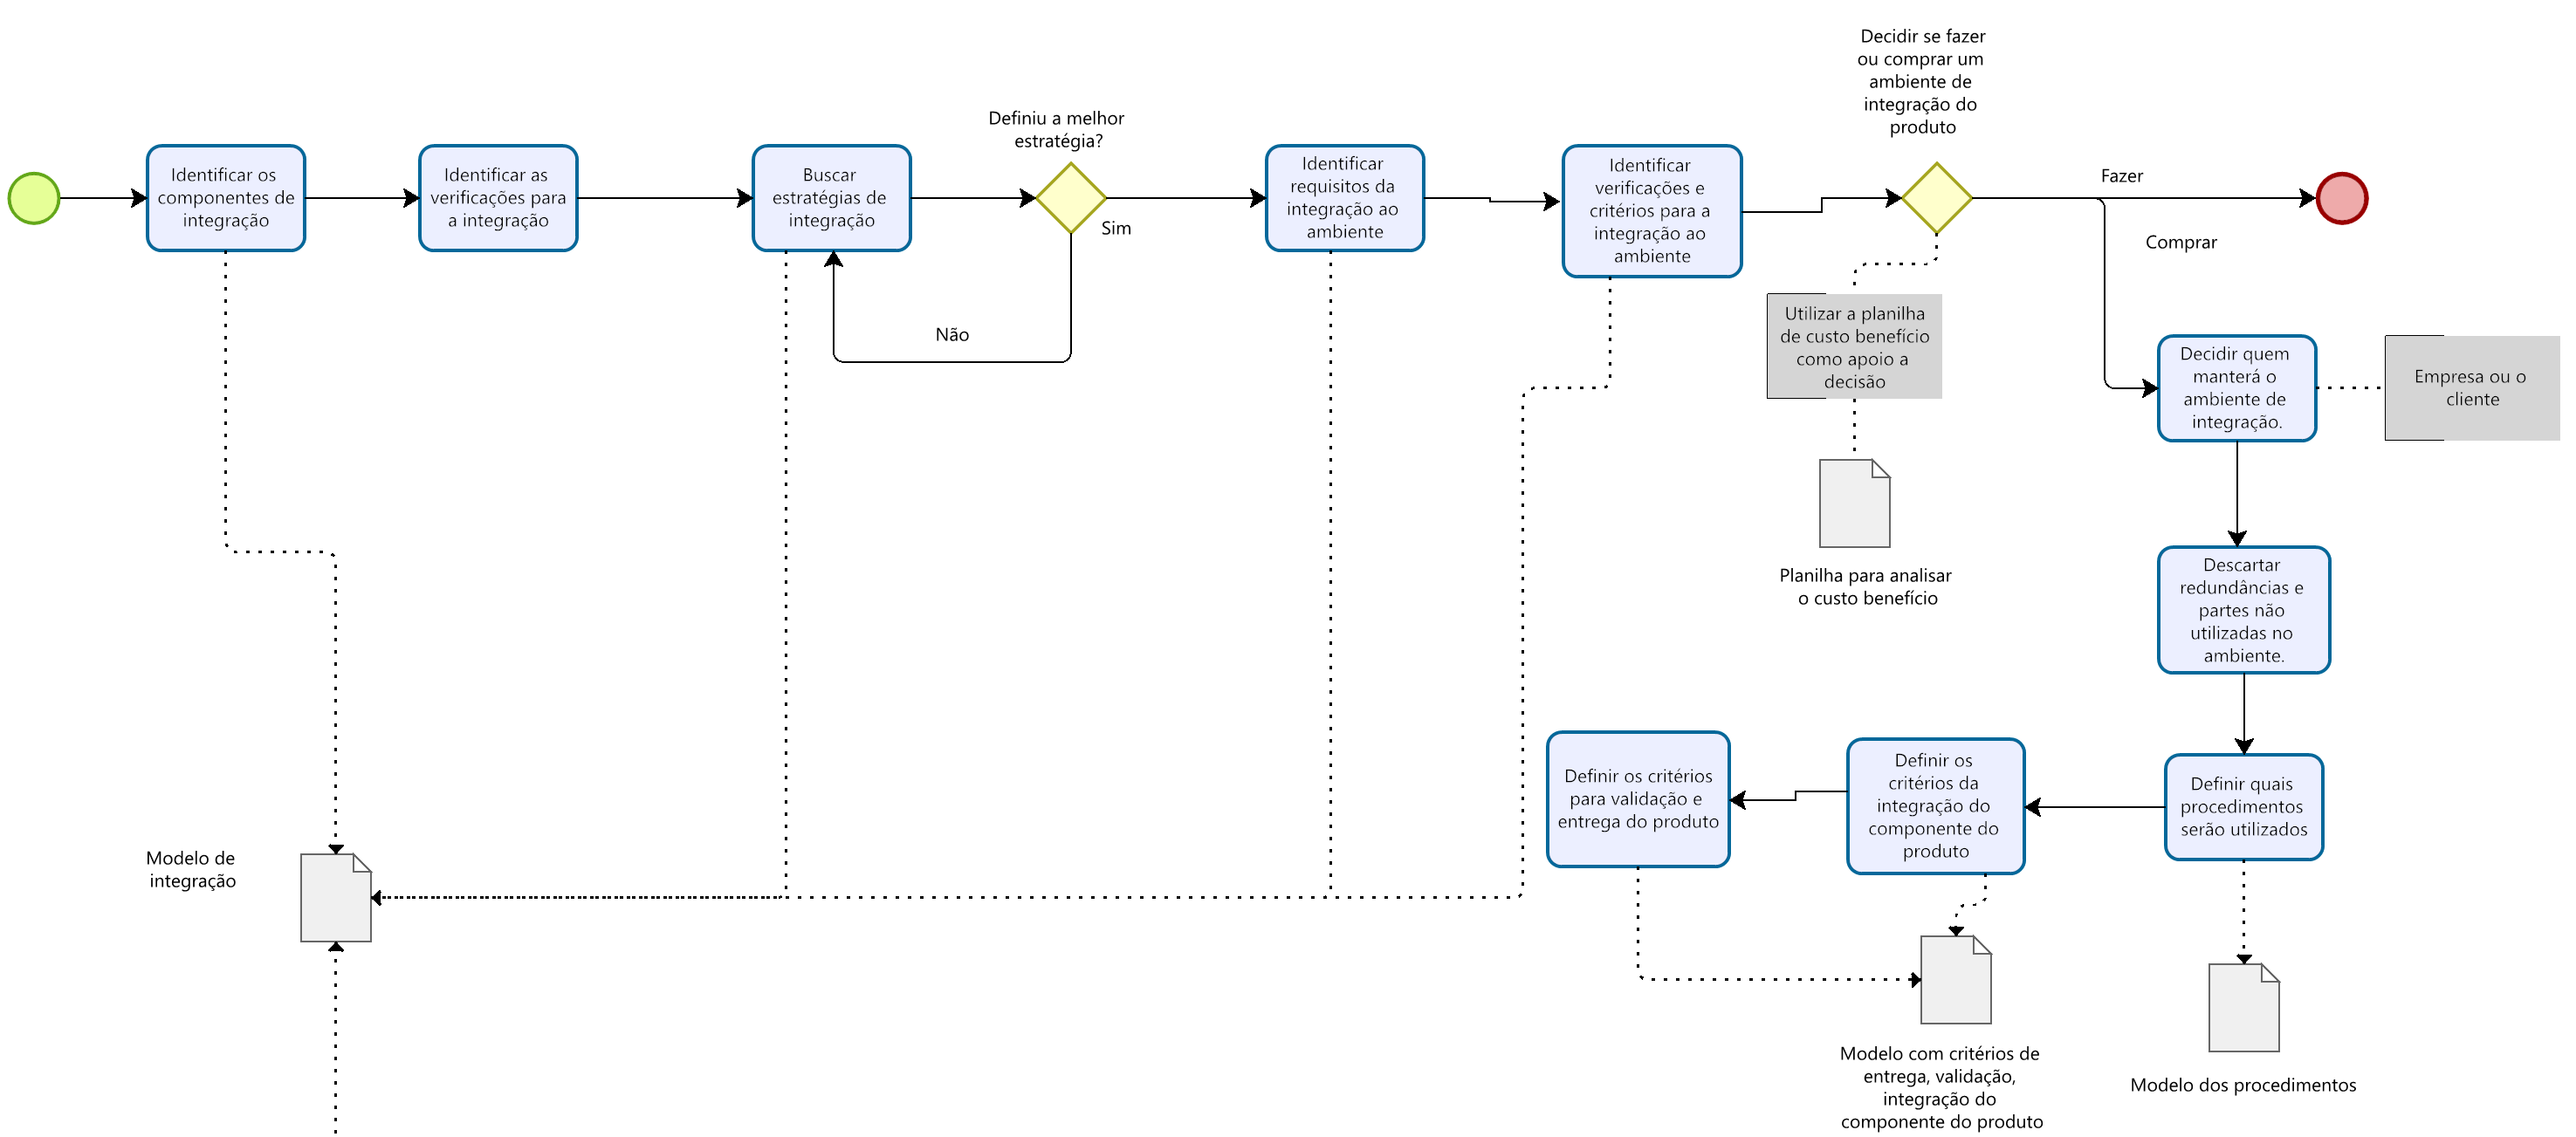 Decidir se fazer
ou comprar um
ambiente de
integração do
produto
Definiu a melhor
estratégia?
Identificar os
componentes de
integração
Identificar as
verificações para
a integração
Buscar
estratégias de
integração
Sim
Não
Identificar
requisitos da
integração ao
ambiente
Identificar
verificações e
critérios para a
integração ao
ambiente
Fazer
Comprar
Utilizar a planilha
de custo benefício
como apoio a
decisão
Planilha para analisar
o custo benefício
Decidir quem
manterá o
ambiente de
integração.
Empresa ou o
cliente
Descartar
redundâncias e
partes não
utilizadas no
ambiente.
Definir quais
procedimentos
serão utilizados
Definir os
critérios da
integração do
componente do
produto
Definir os critérios
para validação e
entrega do produto
Modelo de
integração
Modelo com critérios de
entrega, validação,
integração do
componente do produto
Modelo dos procedimentos